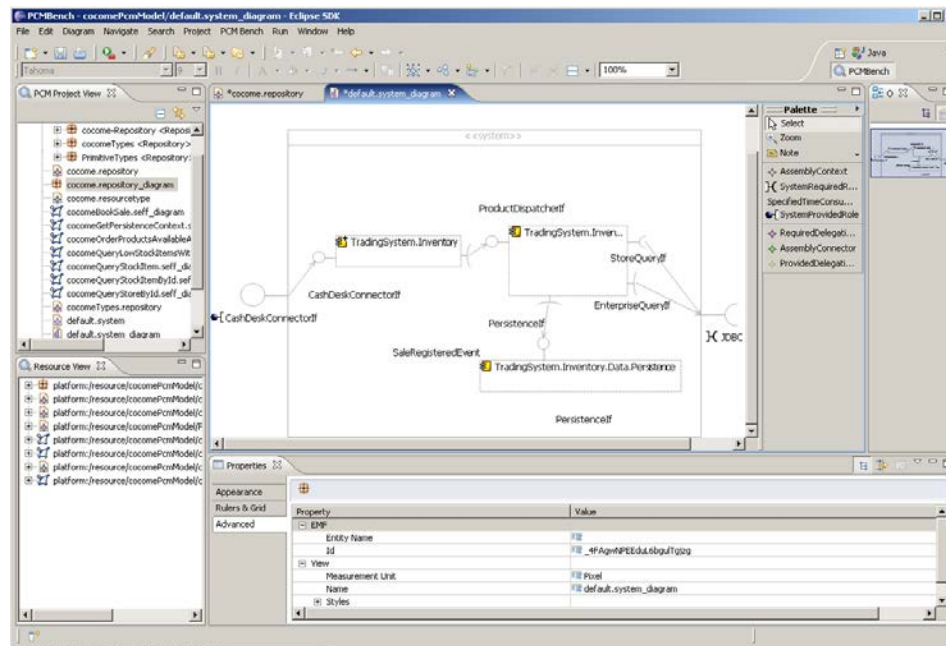 PCMBench - cocomePcmModel/default.system_diagram - Eclipse SDK
File Edit Diagram Navigate Search Project PCM Bench Run Window Help
Tahoma 9 100%
Java
PCMBench
PCM Project View
cocome-Repository <Reposi
cocomeTypes <Repository>
PrimitiveTypes <Repository:
cocome.repository
cocome.repository_diagram
cocome.resourcetype
cocomeBookSale.seff_diagram
cocomeGetPersistenceContext.s
cocomeOrderProductsAvailableA
cocomeQueryLowStockItemsWit
cocomeQueryStockItem.seff_dia
cocomeQueryStockItemById.sef
cocomeQueryStoreById.seff_dia
cocomeTypes.repository
default.system
default.system_diagram
Resource View
platform:/resource/cocomePcmModel/c
platform:/resource/cocomePcmModel/c
platform:/resource/cocomePcmModel/c
platform:/resource/cocomePcmModel/P
platform:/resource/cocomePcmModel/c
platform:/resource/cocomePcmModel/c
platform:/resource/cocomePcmModel/c
platform:/resource/cocomePcmModel/c
*cocome.repository
*default.system_diagram
<<system>>
ProductDispatcherIf
TradingSystem.Inventory
TradingSystem.Inven...
StoreQueryIf
CashDeskConnectorIf
EnterpriseQueryIf
CashDeskConnectorIf
PersistenceIf
JDBC
SaleRegisteredEvent
TradingSystem.Inventory.Data.Persistence
PersistenceIf
Palette
Select
Zoom
Note
AssemblyContext
SystemRequiredR...
SpecifiedTimeConsu...
SystemProvidedRole
RequiredDelegati...
AssemblyConnector
ProvidedDelegati...
Properties
Appearance
Rulers & Grid
Advanced
Property Value
EMF
Entity Name
Id
View
Measurement Unit Pixel
Name default.system_diagram
Styles